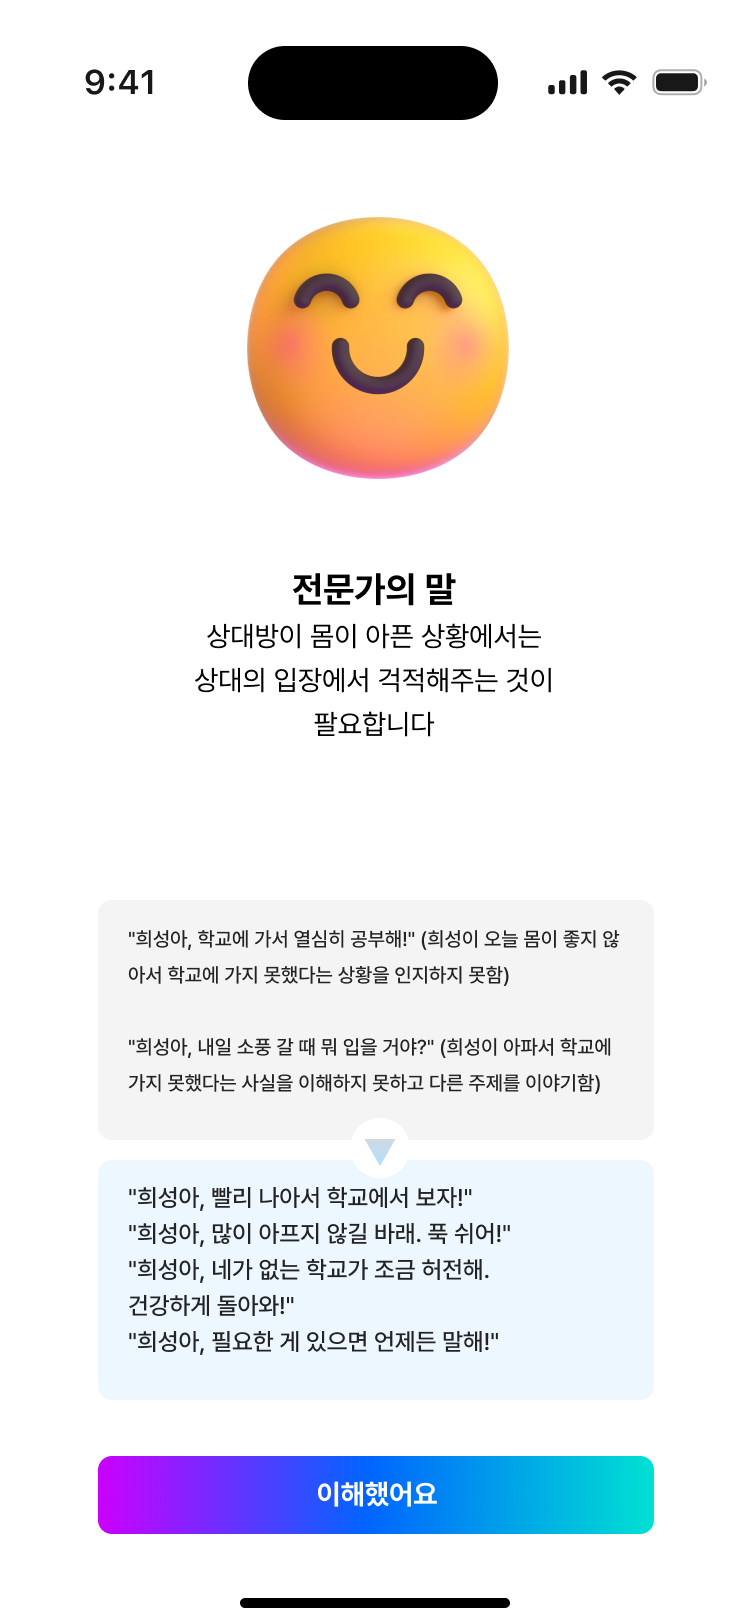 9:41
전문가의 말
상대방이 몸이 아픈 상황에서는
상대의 입장에서 걱적해주는 것이
팔요합니다
"희성아, 학교에 가서 열심히 공부해!" (희성이 오늘 몸이 좋지 않
아서 학교에 가지 못했다는 상황을 인지하지 못함)
"희성아, 내일 소풍 갈 때 뭐 입을 거야?" (희성이 아파서 학교에
가지 못했다는 사실을 이해하지 못하고 다른 주제를 이야기함)
"희성아, 빨리 나아서 학교에서 보자!"
"희성아, 많이 아프지 않길 바래. 푹 쉬어!"
"희성아, 네가 없는 학교가 조금 허전해.
건강하게 돌아와!"
"희성아, 필요한 게 있으면 언제든 말해!"
이해했어요